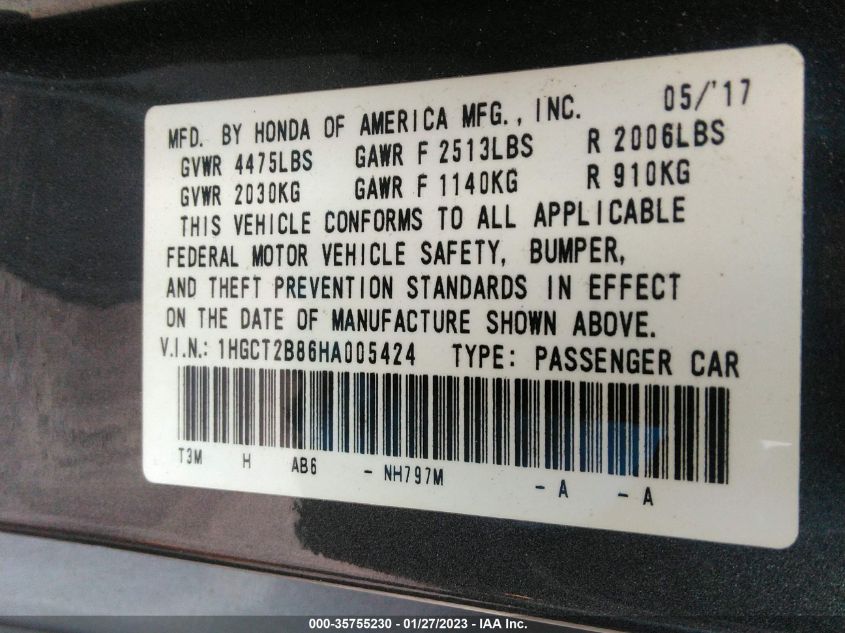 MFD. BY HONDA OF AMERICA MFG., INC. 05/'17
GVWR 4475LBS GAWR F 2513LBS R 2006LBS
GVWR 2030KG GAWR F 1140KG R 910KG
THIS VEHICLE CONFORMS TO ALL APPLICABLE
FEDERAL MOTOR VEHICLE SAFETY, BUMPER,
AND THEFT PREVENTION STANDARDS IN EFFECT
ON THE DATE OF MANUFACTURE SHOWN ABOVE.
V.I.N.: 1HGCT2B86HA005424 TYPE: PASSENGER CAR
T3M H AB6 - NH797M - A - A
000-35755230 - 01/27/2023 - IAA Inc.